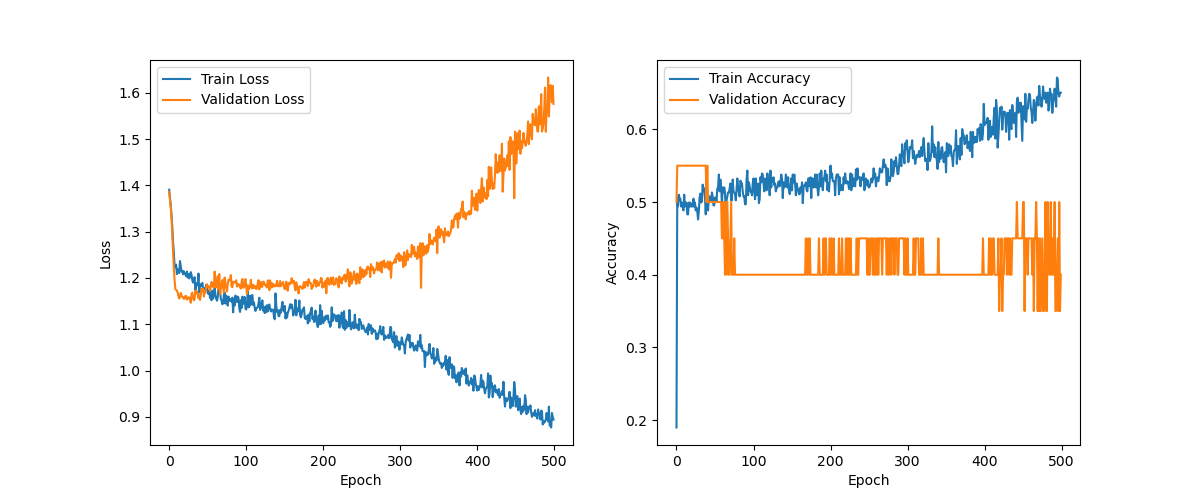 Train Loss
Validation Loss
1.6
1.5
1.4
1.3
1.2
1.1
1.0
0.9
Loss
0 100 200 300 400 500
Epoch
Train Accuracy
Validation Accuracy
0.6
0.5
0.4
0.3
0.2
Accuracy
0 100 200 300 400 500
Epoch